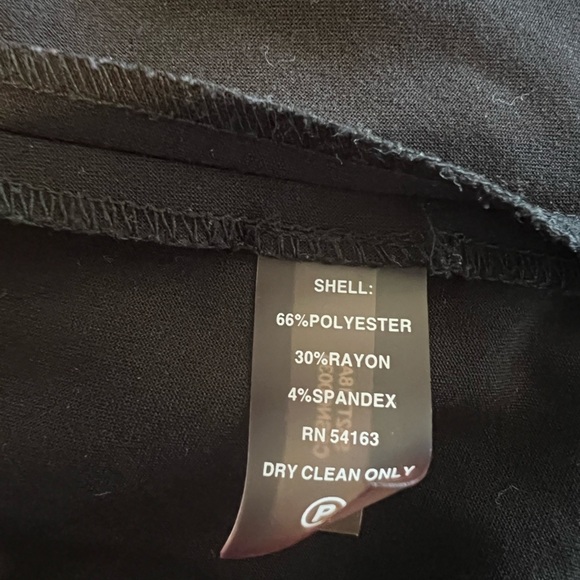 SHELL:
66%POLYESTER
30%RAYON
4%SPANDEX
RN 54163
DRY CLEAN ONLY
P